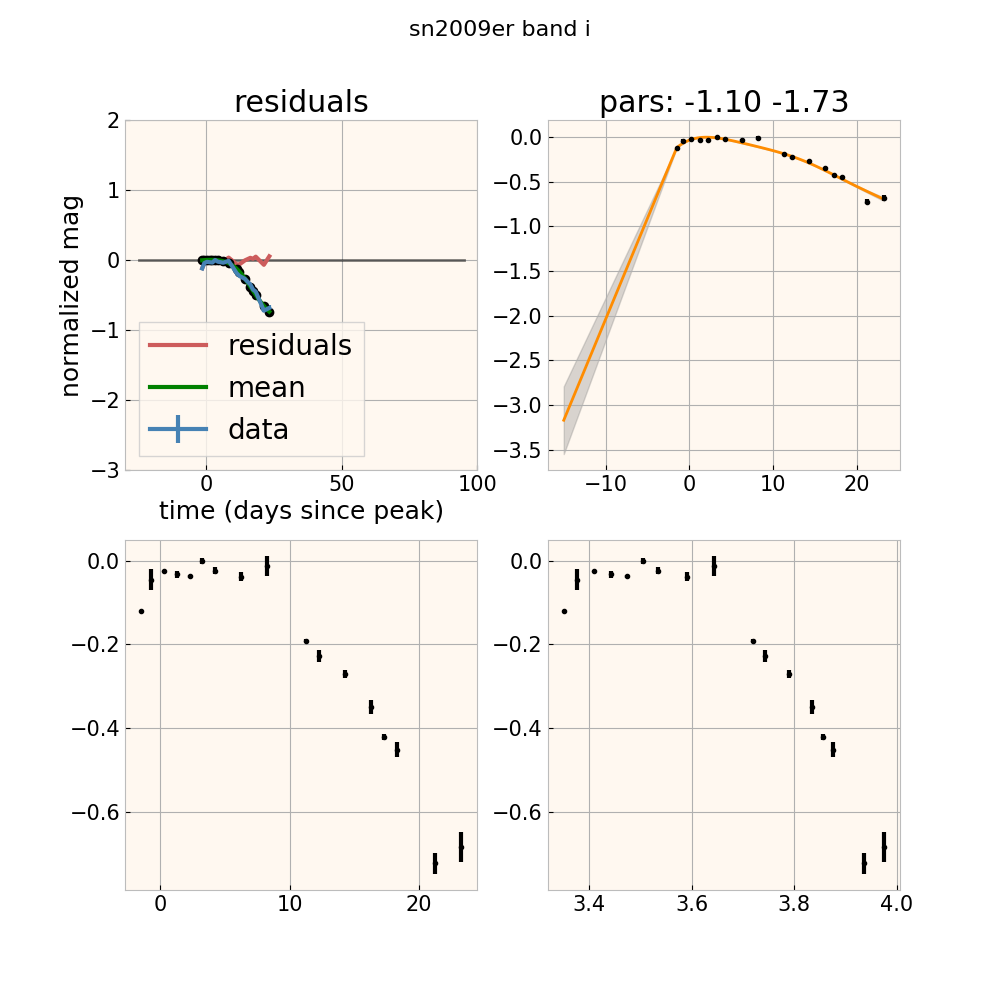 sn2009er band i
residuals
pars: -1.10 -1.73
normalized mag
2
1
0
−1
−2
−3
residuals
mean
data
0 50 100
time (days since peak)
0.0
−0.5
−1.0
−1.5
−2.0
−2.5
−3.0
−3.5
−10 0 10 20
0.0
−0.2
−0.4
−0.6
0 10 20
0.0
−0.2
−0.4
−0.6
3.4 3.6 3.8 4.0